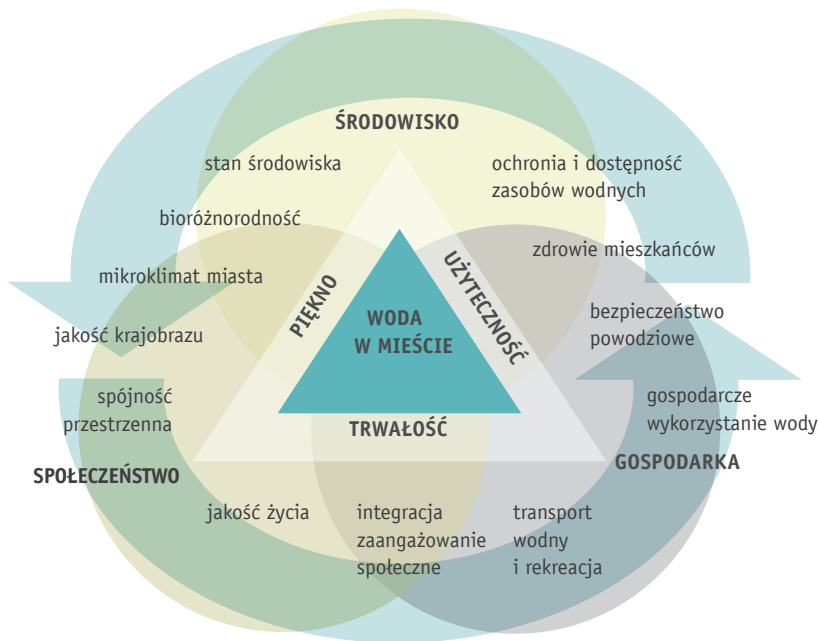 ŚRODOWISKO
stan środowiska
ochronia i dostępność
zasobów wodnych
bioróżnorodność
zdrowie mieszkańców
mikroklimat miasta
PIĘKNO
UŻYTECZNOŚĆ
bezpieczeństwo
powodziowe
WODA
W MIEŚCIE
jakość krajobrazu
spójność
przestrzenna
gospodarcze
wykorzystanie wody
TRWAŁOŚĆ
SPOŁECZEŃSTWO
GOSPODARKA
jakość życia
integracja
zaangażowanie
społeczne
transport
wodny
i rekreacja